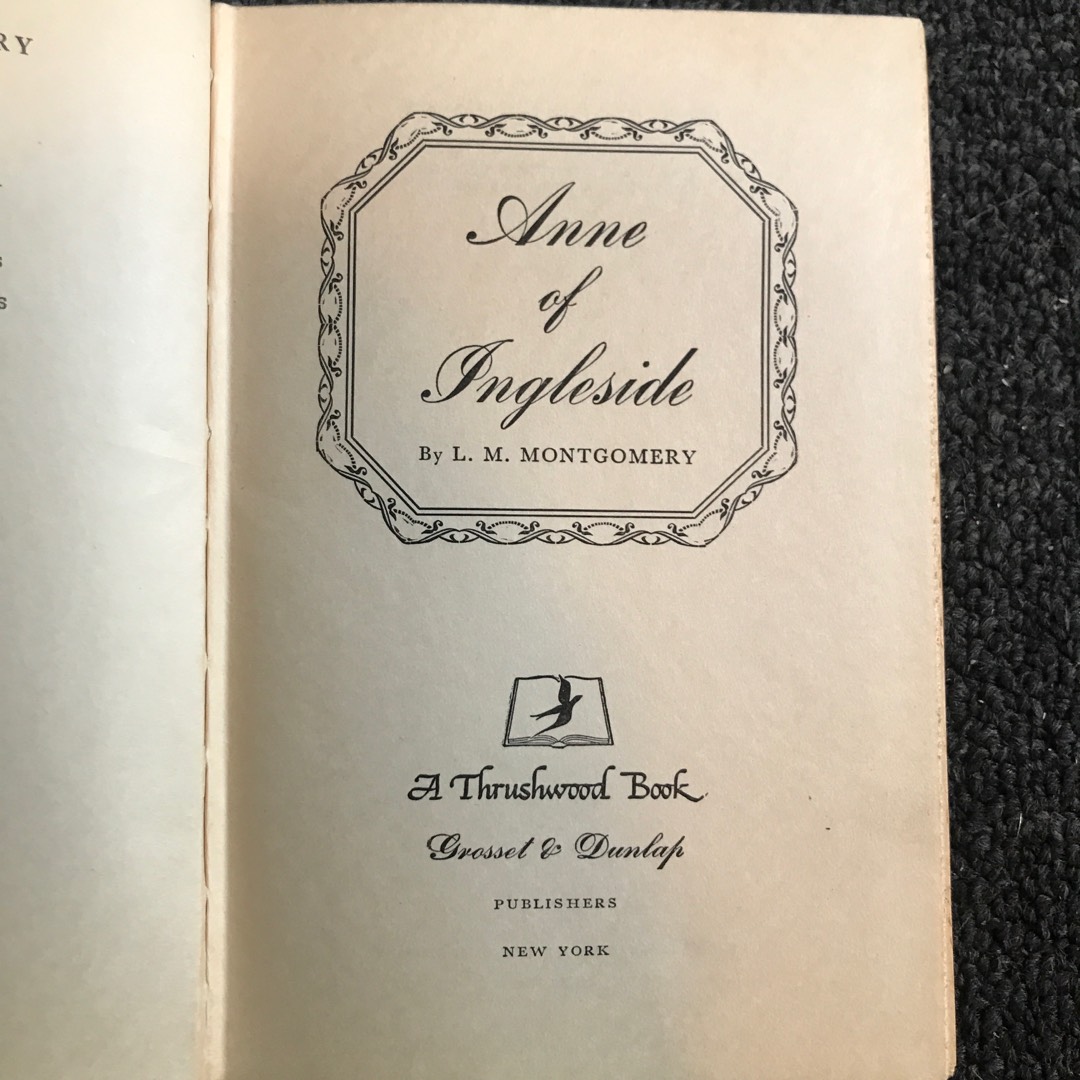 Anne
of
Ingleside
By L. M. MONTGOMERY
A Thrushwood Book
Grosset & Dunlap
PUBLISHERS
NEW YORK